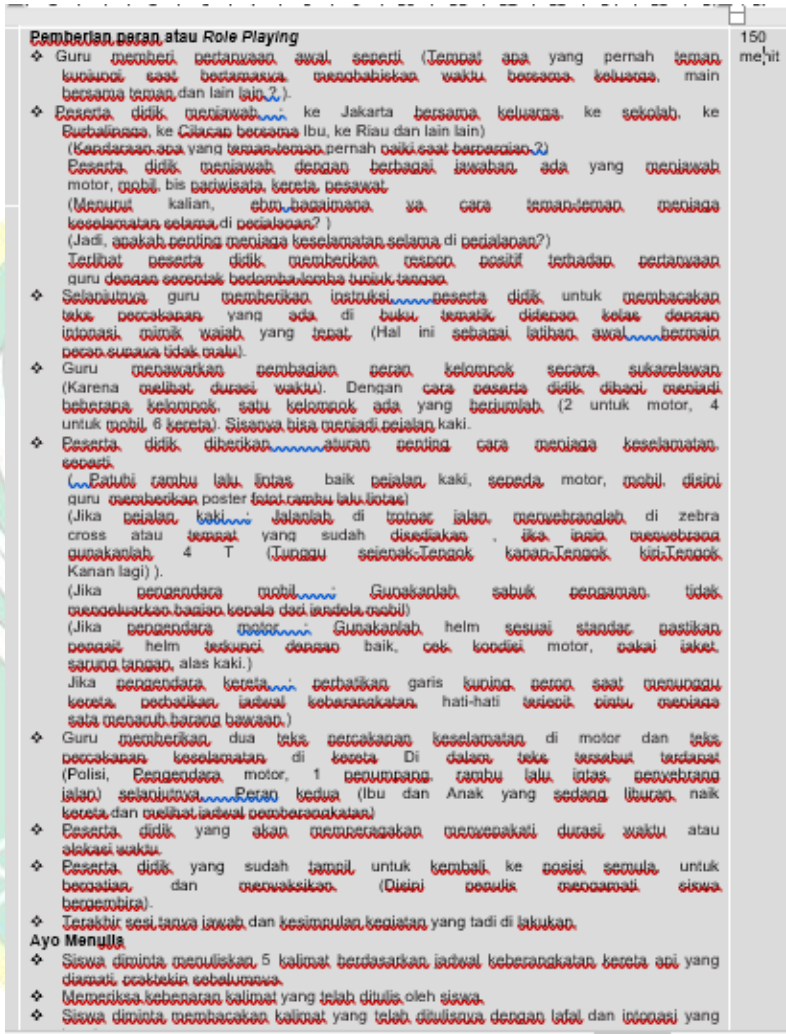 Pemberian peran atau Role Playing
150 menit
❖ Guru memberi pertanyaan awal seperti (Tempat apa yang pernah teman
kunjungi saat bertamasya, menghabiskan waktu bersama keluarga, main
bersama teman dan lain lain ? ).
❖ Peserta didik menjawab : ke Jakarta bersama keluarga, ke sekolah, ke
Purbalingga, ke Cilacap bersama Ibu, ke Riau dan lain lain)
(Kendaraan apa yang teman-teman pernah naiki saat berpergian ?)
Peserta didik menjawab dengan berbagai jawaban, ada yang menjawab
motor, mobil, bis pariwisata, kereta, pesawat.
(Menurut kalian, ehm, bagaimana ya cara teman-teman menjaga
keselamatan selama di perjalanan? )
(Jadi, apakah penting menjaga keselamatan selama di perjalanan?)
Terlihat peserta didik memberikan respon positif terhadap pertanyaan
guru dengan serentak berlomba-lomba tunjuk tangan.
❖ Selanjutnya guru memberikan instruksi peserta didik untuk membacakan
teks percakapan yang ada di buku tematik didepan kelas dengan
intonasi, mimik wajah yang tepat. (Hal ini sebagai latihan awal bermain
peran supaya tidak malu).
❖ Guru menawarkan pembagian peran kelompok secara sukarelawan
(Karena melihat durasi waktu). Dengan cara peserta didik dibagi menjadi
beberapa kelompok, satu kelompok ada yang berjumlah (2 untuk motor, 4
untuk mobil, 6 kereta). Sisanya bisa menjadi pejalan kaki.
❖ Peserta didik diberikan aturan penting cara menjaga keselamatan,
seperti
( Patuhi rambu lalu lintas baik pejalan kaki, sepeda, motor, mobil, disini
guru memberikan poster fotot rambu lalu lintas)
(Jika pejalan kaki : Jalanlah di trotoar jalan, menyebranglah di zebra
cross atau tempat yang sudah disediakan , jika ingin menyebrang
gunakanlah 4 T (Tunggu sejenak-Tengok kanan-Tengok kiri-Tengok
Kanan lagi) ).
(Jika pengendara mobil : Gunakanlah sabuk pengaman, tidak
mengeluarkan bagian kepala dari jendela mobil)
(Jika pengendara motor : Gunakanlah helm sesuai standar, pastikan
pengait helm terkunci dengan baik, cek kondisi motor, pakai jaket,
sarung tangan, alas kaki.)
Jika pengendara kereta : perhatikan garis kuning peron saat menunggu
kereta, perhatikan jadwal keberangkatan, hati-hati terjepit pintu, menjaga
sata menaruh barang bawaan.)
❖ Guru memberikan dua teks percakapan keselamatan di motor dan teks
percakapan keselamatan di kereta Di dalam teks tersebut terdapat
(Polisi, Pengendara motor, 1 penumpang, rambu lalu intas, penyebrang
jalan) selanjutnya Peran kedua (Ibu dan Anak yang sedang liburan naik
kereta dan melihat jadwal pemberangkatan)
❖ Peserta didik yang akan memperagakan menyepakati durasi waktu atau
alokasi waktu.
❖ Peserta didik yang sudah tampil untuk kembali ke posisi semula untuk
bergatian dan menyaksikan (Disini penulis mengamati siswa
bergembira).
❖ Terakhir sesi tanya jawab dan kesimpulan kegiatan yang tadi di lakukan.
Ayo Menulis
❖ Siswa diminta menuliskan 5 kalimat berdasarkan jadwal keberangkatan kereta api yang
diamati, praktekin sebelumnya
❖ Memeriksa kebenaran kalimat yang telah ditulis oleh siswa.
❖ Siswa diminta membacakan kalimat yang telah ditulisnya dengan lafal dan intonasi yang